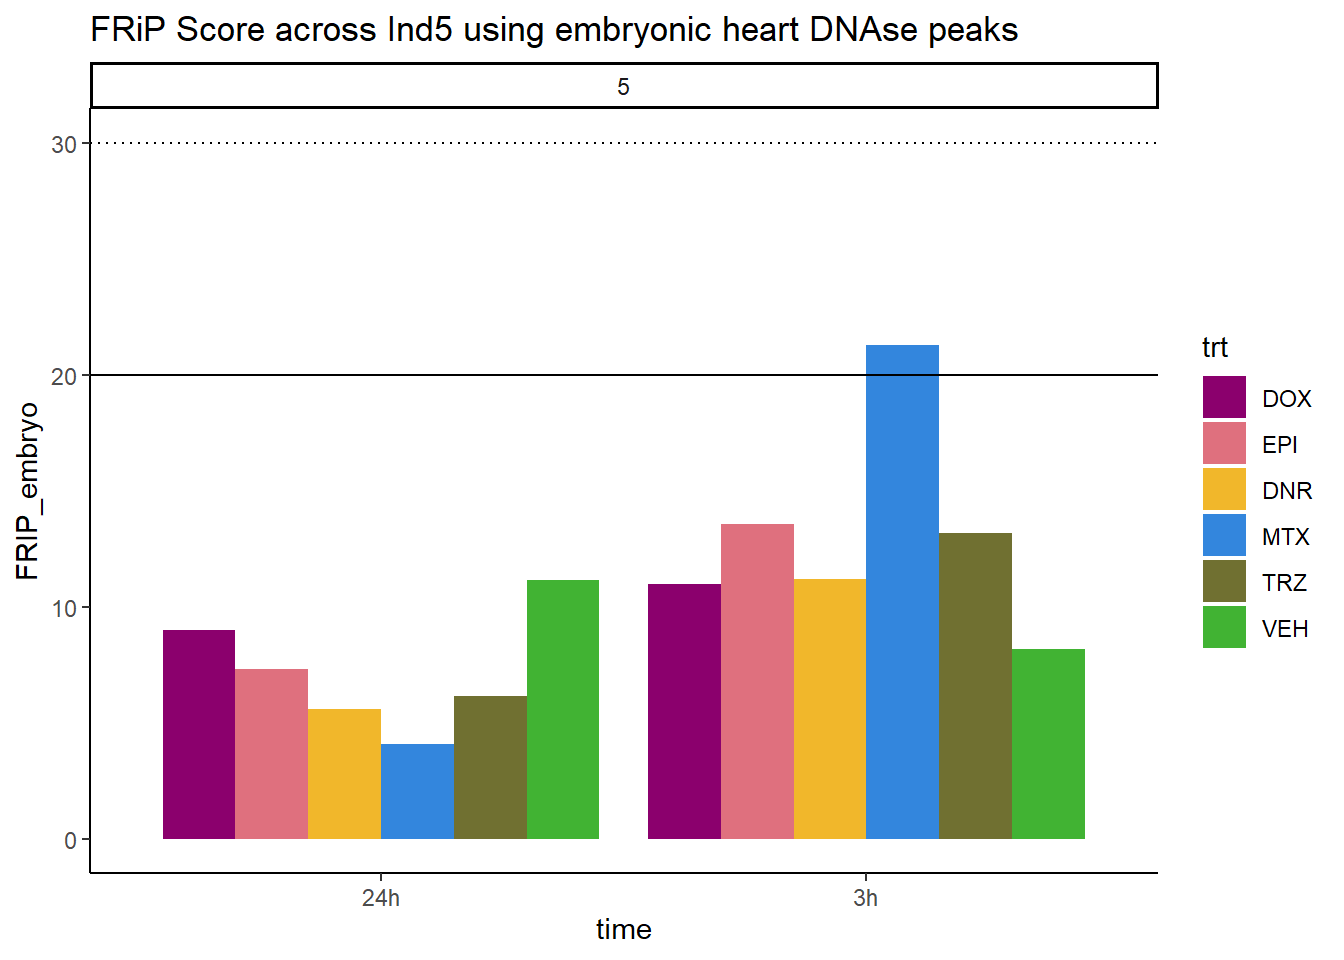 FRiP Score across Ind5 using embryonic heart DNAse peaks
5
30
20
10
0
FRIP_embryo
24h
3h
time
trt
DOX
EPI
DNR
MTX
TRZ
VEH